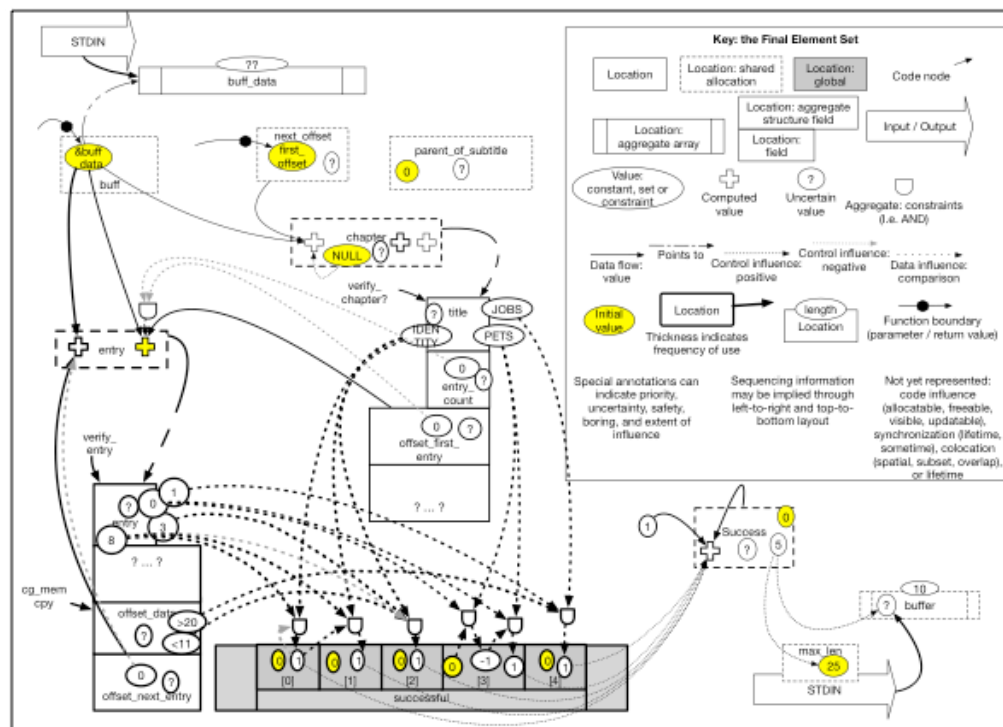 STDIN
??
buff_data
&buff_
data
buff
next_offset
first_
offset
?
parent_of_subtitle
0
?
chapter
NULL
?
verify_
chapter?
?
title
JOBS
IDEN
TITY
PETS
0
entry_
count
?
0
?
offset_first_
entry
? ... ?
entry
verify_
entry
?
entry
0
1
3
8
? ... ?
cg_mem
cpy
offset_data
>20
?
<11
0
offset_next_entry
0
1
0
1
0
1
0
-1
1
0
1
[0]
[1]
[2]
[3]
[4]
successful
1
Success
0
?
5
10
?
buffer
max_len
25
STDIN
Key: the Final Element Set
Location
Location: shared
allocation
Location:
global
Code node
Location:
aggregate array
Location: aggregate
structure field
Location:
field
Input / Output
Value:
constant, set or
constraint
Computed
value
?
Uncertain
value
Aggregate: constraints
(I.e. AND)
Data flow:
value
Points to
Control influence:
positive
Control influence:
negative
Data influence:
comparison
Initial
value
Location
Thickness indicates
frequency of use
length
Location
Function boundary
(parameter / return value)
Special annotations can
indicate priority,
uncertainty, safety,
boring, and extent of
influence
Sequencing information
may be implied through
left-to-right and top-to-
bottom layout
Not yet represented:
code influence
(allocatable, freeable,
visible, updatable),
synchronization (lifetime,
sometime), colocation
(spatial, subset, overlap),
or lifetime